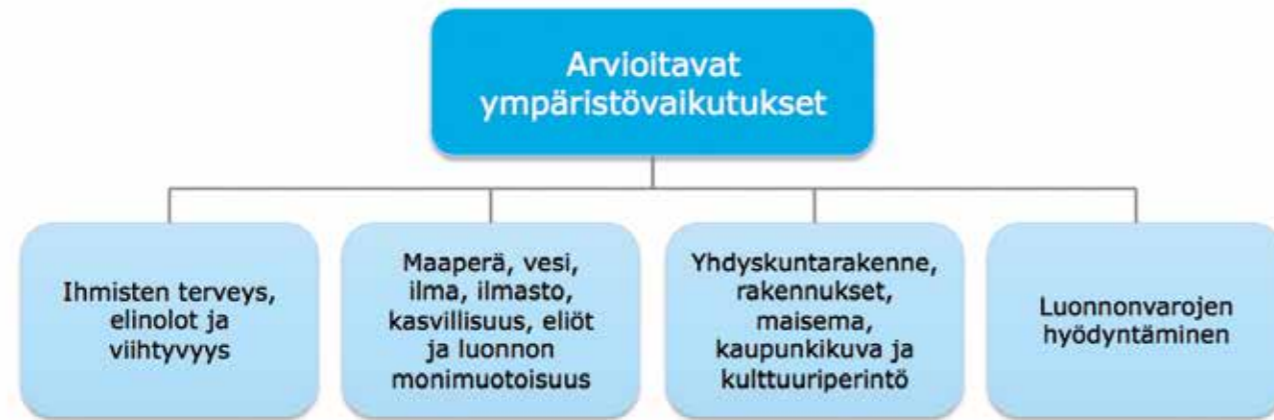 Arvioitavat
ympäristövaikutukset
Ihmisten terveys,
elinolot ja
viihtyvyys
Maaperä, vesi,
ilma, ilmasto,
kasvillisuus, eliöt
ja luonnon
monimuotoisuus
Yhdyskuntarakenne,
rakennukset,
maisema,
kaupunkikuva ja
kulttuuriperintö
Luonnonvarojen
hyödyntäminen